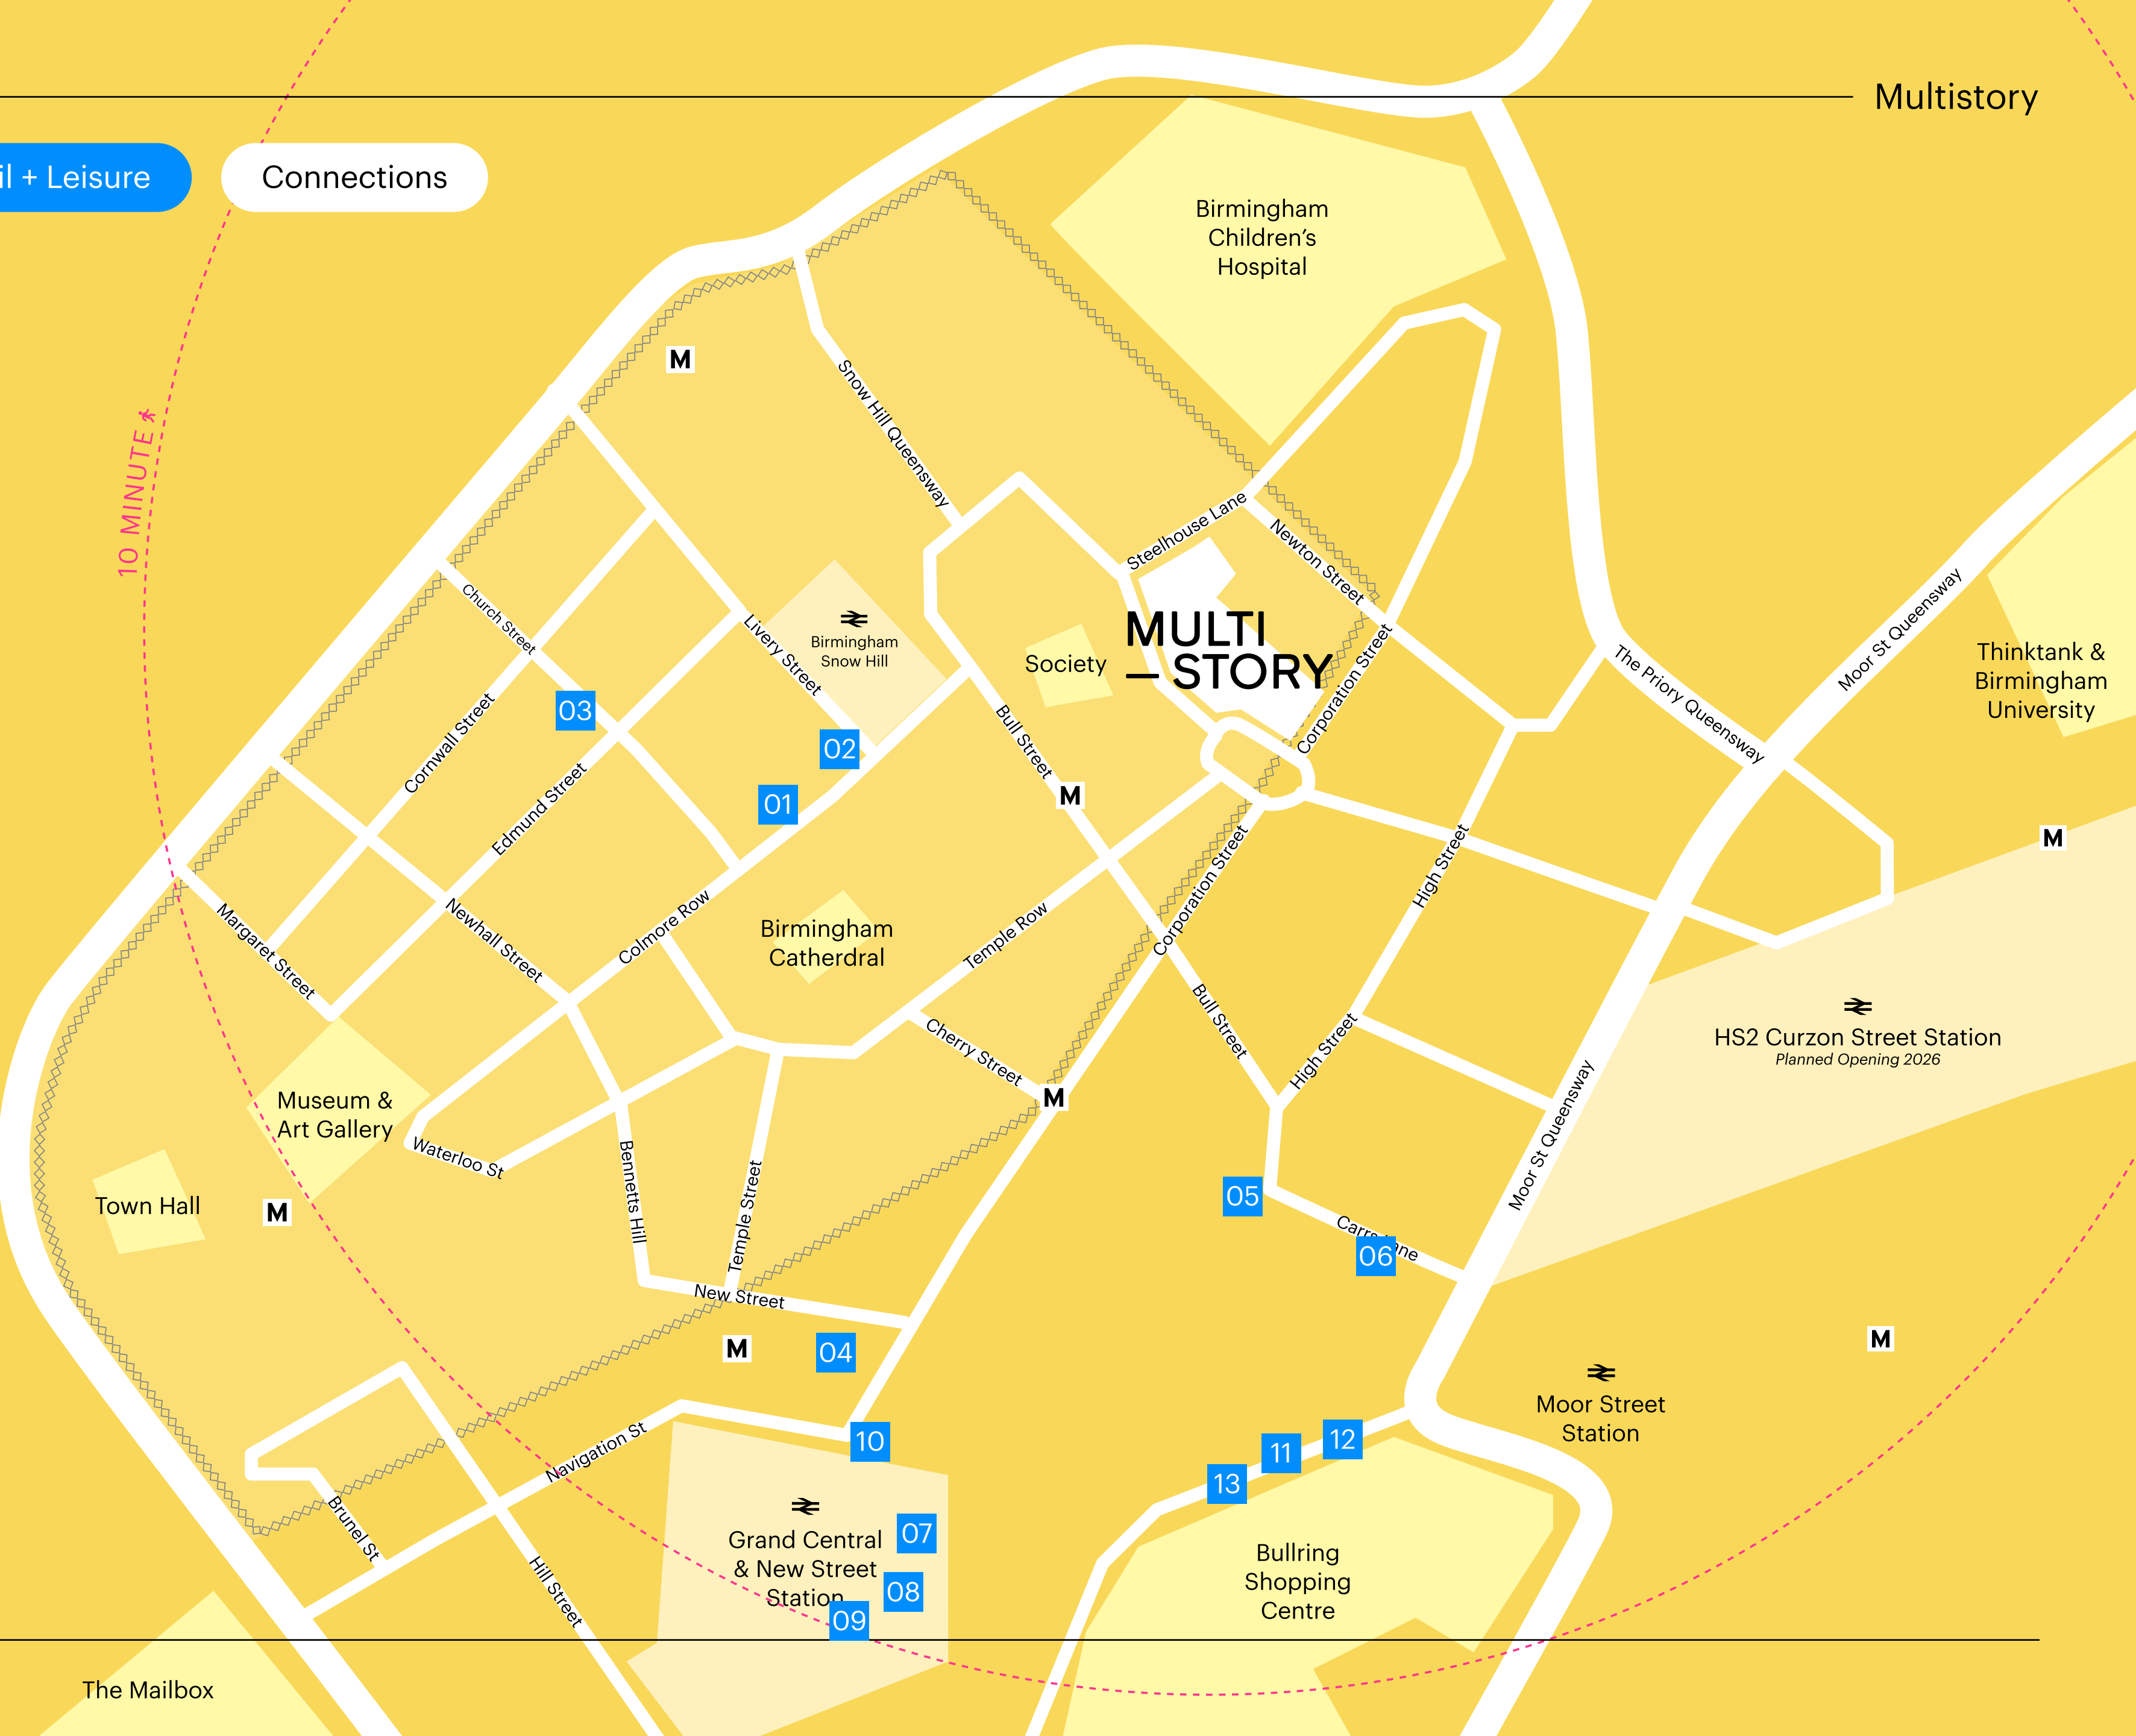 Multistory
il + Leisure
Connections
Birmingham
Children’s
Hospital
M
Snow Hill Queensway
10 MINUTE
Steelhouse Lane
Newton Street
Church Street
Livery Street
Birmingham
Snow Hill
Society
MULTI
—STORY
Corporation Street
The Priory Queensway
Moor St Queensway
Thinktank &
Birmingham
University
03
02
01
Cornwall Street
Edmund Street
Bull Street
M
M
High Street
Margaret Street
Newhall Street
Colmore Row
Birmingham
Catherdral
Temple Row
Corporation Street
Bull Street
High Street
Cherry Street
M
HS2 Curzon Street Station
Planned Opening 2026
Moor St Queensway
Museum &
Art Gallery
Waterloo St
Bennetts Hill
Temple Street
Town Hall
M
05
Carrs Lane
06
New Street
M
04
M
Moor Street
Station
Navigation St
10
11
12
13
Brunel St
Hill Street
Grand Central
& New Street
Station
07
08
09
Bullring
Shopping
Centre
The Mailbox